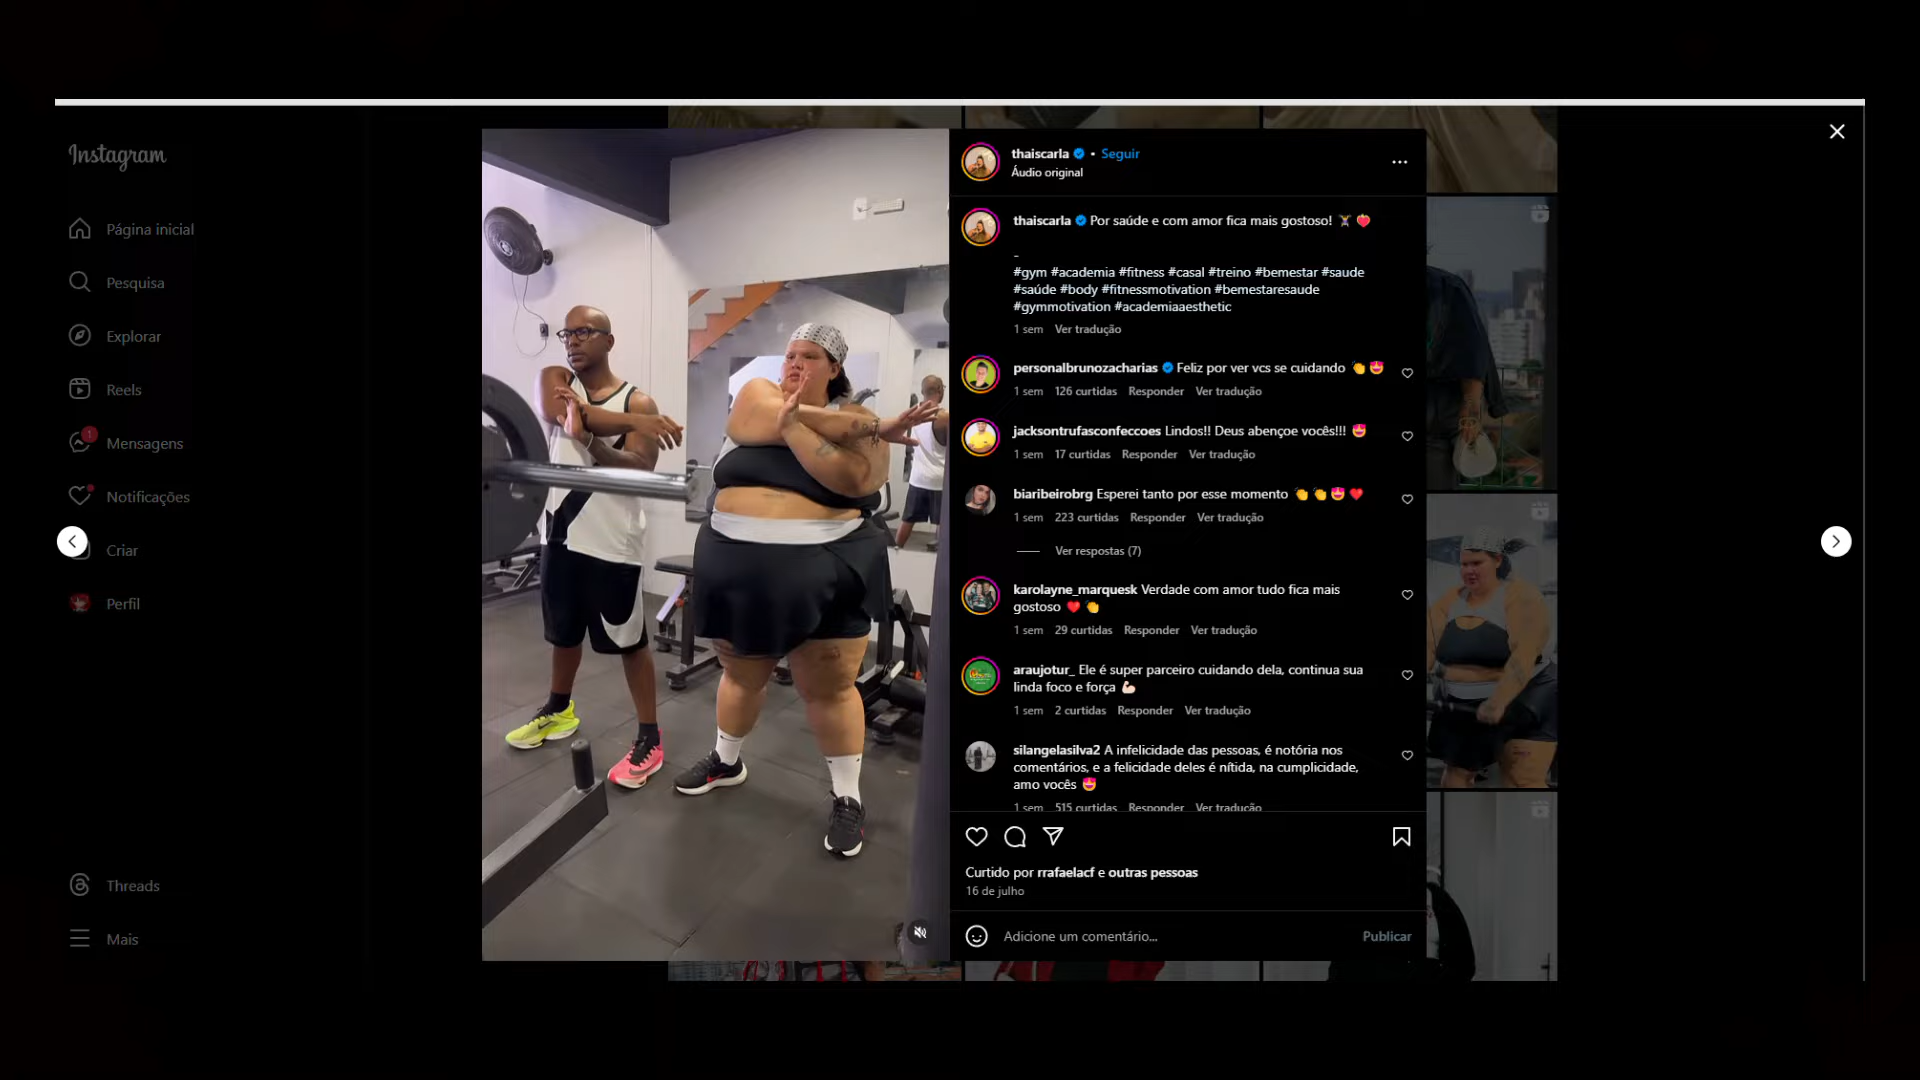 Instagram
Página inicial
Pesquisa
Explorar
Reels
1
Mensagens
Notificações
Criar
Perfil
Threads
Mais
thaiscarla • Seguir
Áudio original
thaiscarla Por saúde e com amor fica mais gostoso! 🏋️ ❤️‍🔥
-
#gym #academia #fitness #casal #treino #bemestar #saude
#saúde #body #fitnessmotivation #bemestaresaude
#gymmotivation #academiaaesthetic
1 sem Ver tradução
personalbrunozacharias Feliz por ver vcs se cuidando 👏 😍
1 sem 126 curtidas Responder Ver tradução
jacksontrufasconfeccoes Lindos!! Deus abençoe vocês!!! 😍
1 sem 17 curtidas Responder Ver tradução
biaribeirobrg Esperei tanto por esse momento 👏 👏 😍 ❤️
1 sem 223 curtidas Responder Ver tradução
Ver respostas (7)
karolayne_marquesk Verdade com amor tudo fica mais
gostoso ❤️ 👏
1 sem 29 curtidas Responder Ver tradução
araujotur_ Ele é super parceiro cuidando dela, continua sua
linda foco e força 💪🏻
1 sem 2 curtidas Responder Ver tradução
silangelasilva2 A infelicidade das pessoas, é notória nos
comentários, e a felicidade deles é nítida, na cumplicidade,
amo vocês 😍
1 sem 515 curtidas Responder Ver tradução
Curtido por rrafaelacf e outras pessoas
16 de julho
Adicione um comentário...
Publicar